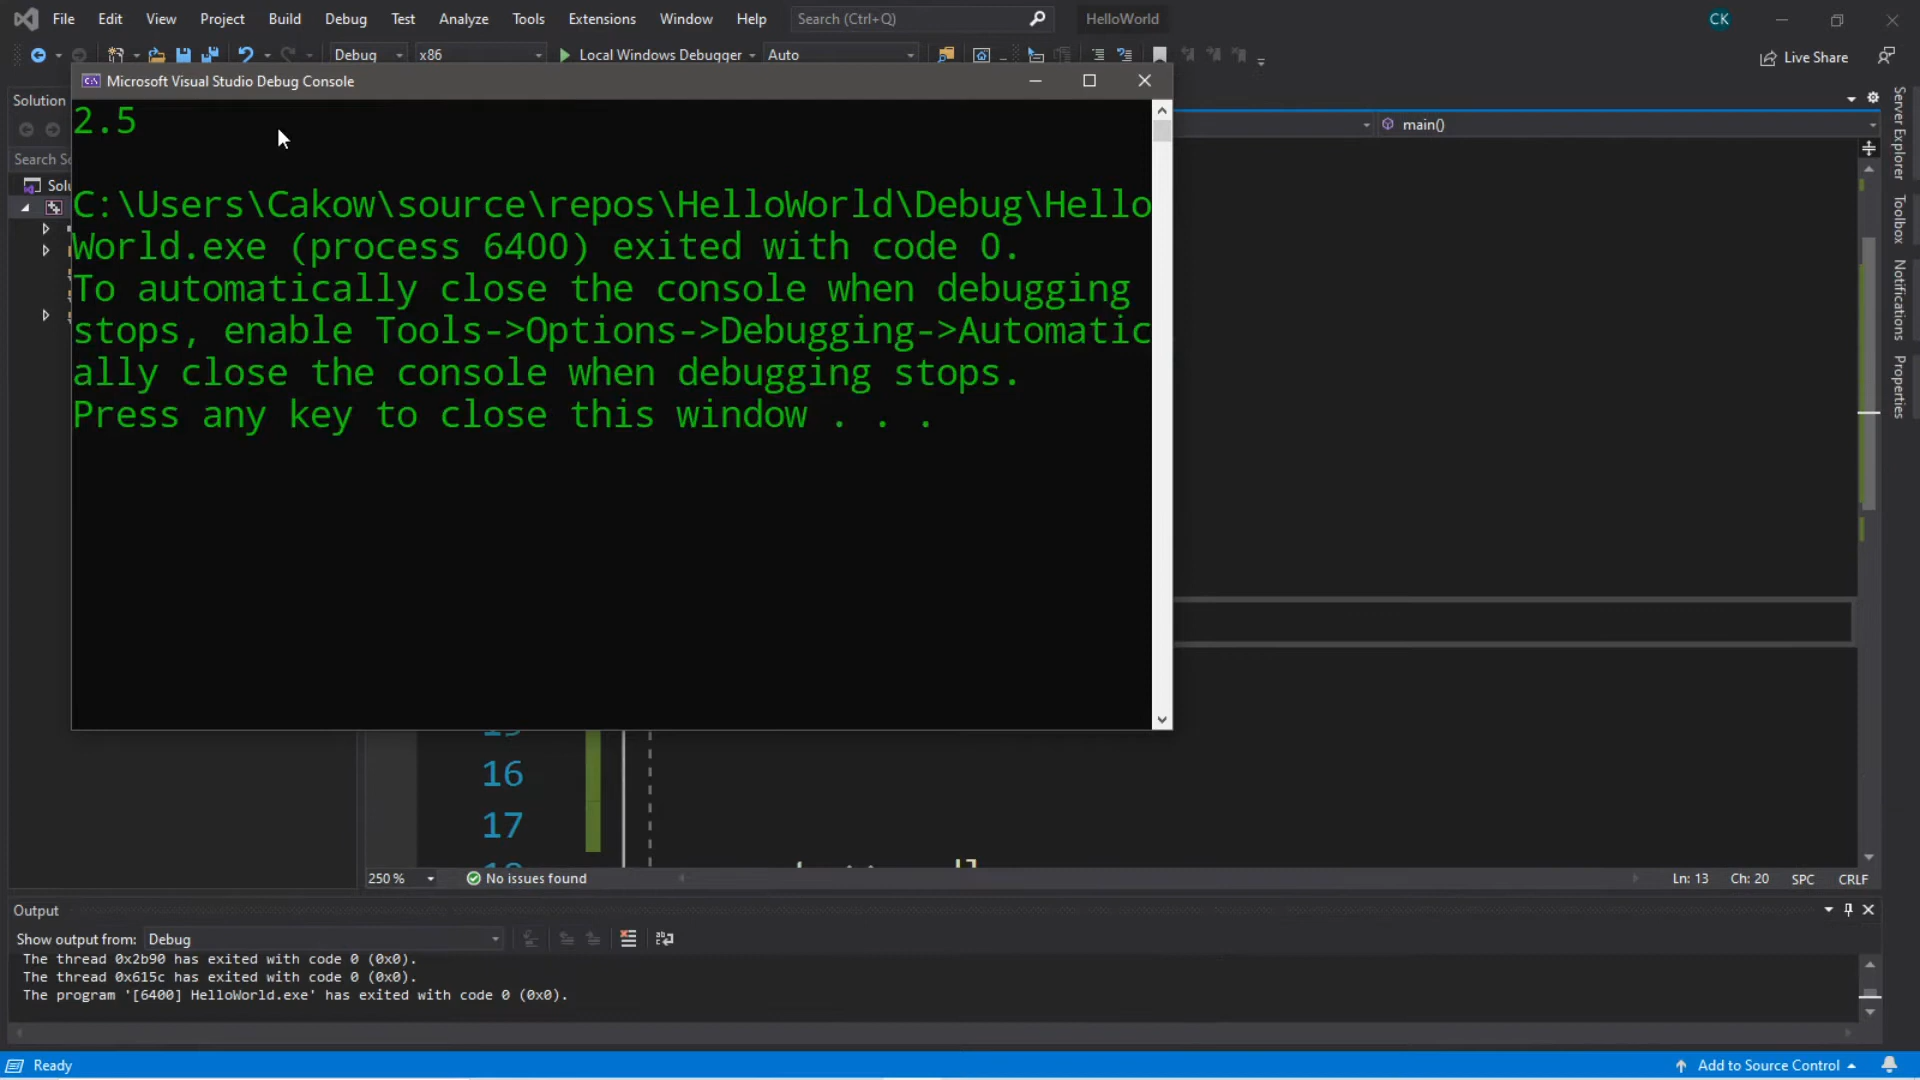 File Edit View Project Build Debug Test Analyze Tools Extensions Window Help Search (Ctrl+Q) HelloWorld CK
Debug x86 Local Windows Debugger Auto Live Share
Microsoft Visual Studio Debug Console
Solution
Search So
Solu
main()
2.5
C:\Users\Cakow\source\repos\HelloWorld\Debug\Hello
World.exe (process 6400) exited with code 0.
To automatically close the console when debugging
stops, enable Tools->Options->Debugging->Automatic
ally close the console when debugging stops.
Press any key to close this window . . .
Server Explorer
Toolbox
Notifications
Properties
16
17
250 % No issues found Ln: 13 Ch: 20 SPC CRLF
Output
Show output from: Debug
The thread 0x2b90 has exited with code 0 (0x0).
The thread 0x615c has exited with code 0 (0x0).
The program '[6400] HelloWorld.exe' has exited with code 0 (0x0).
Ready Add to Source Control